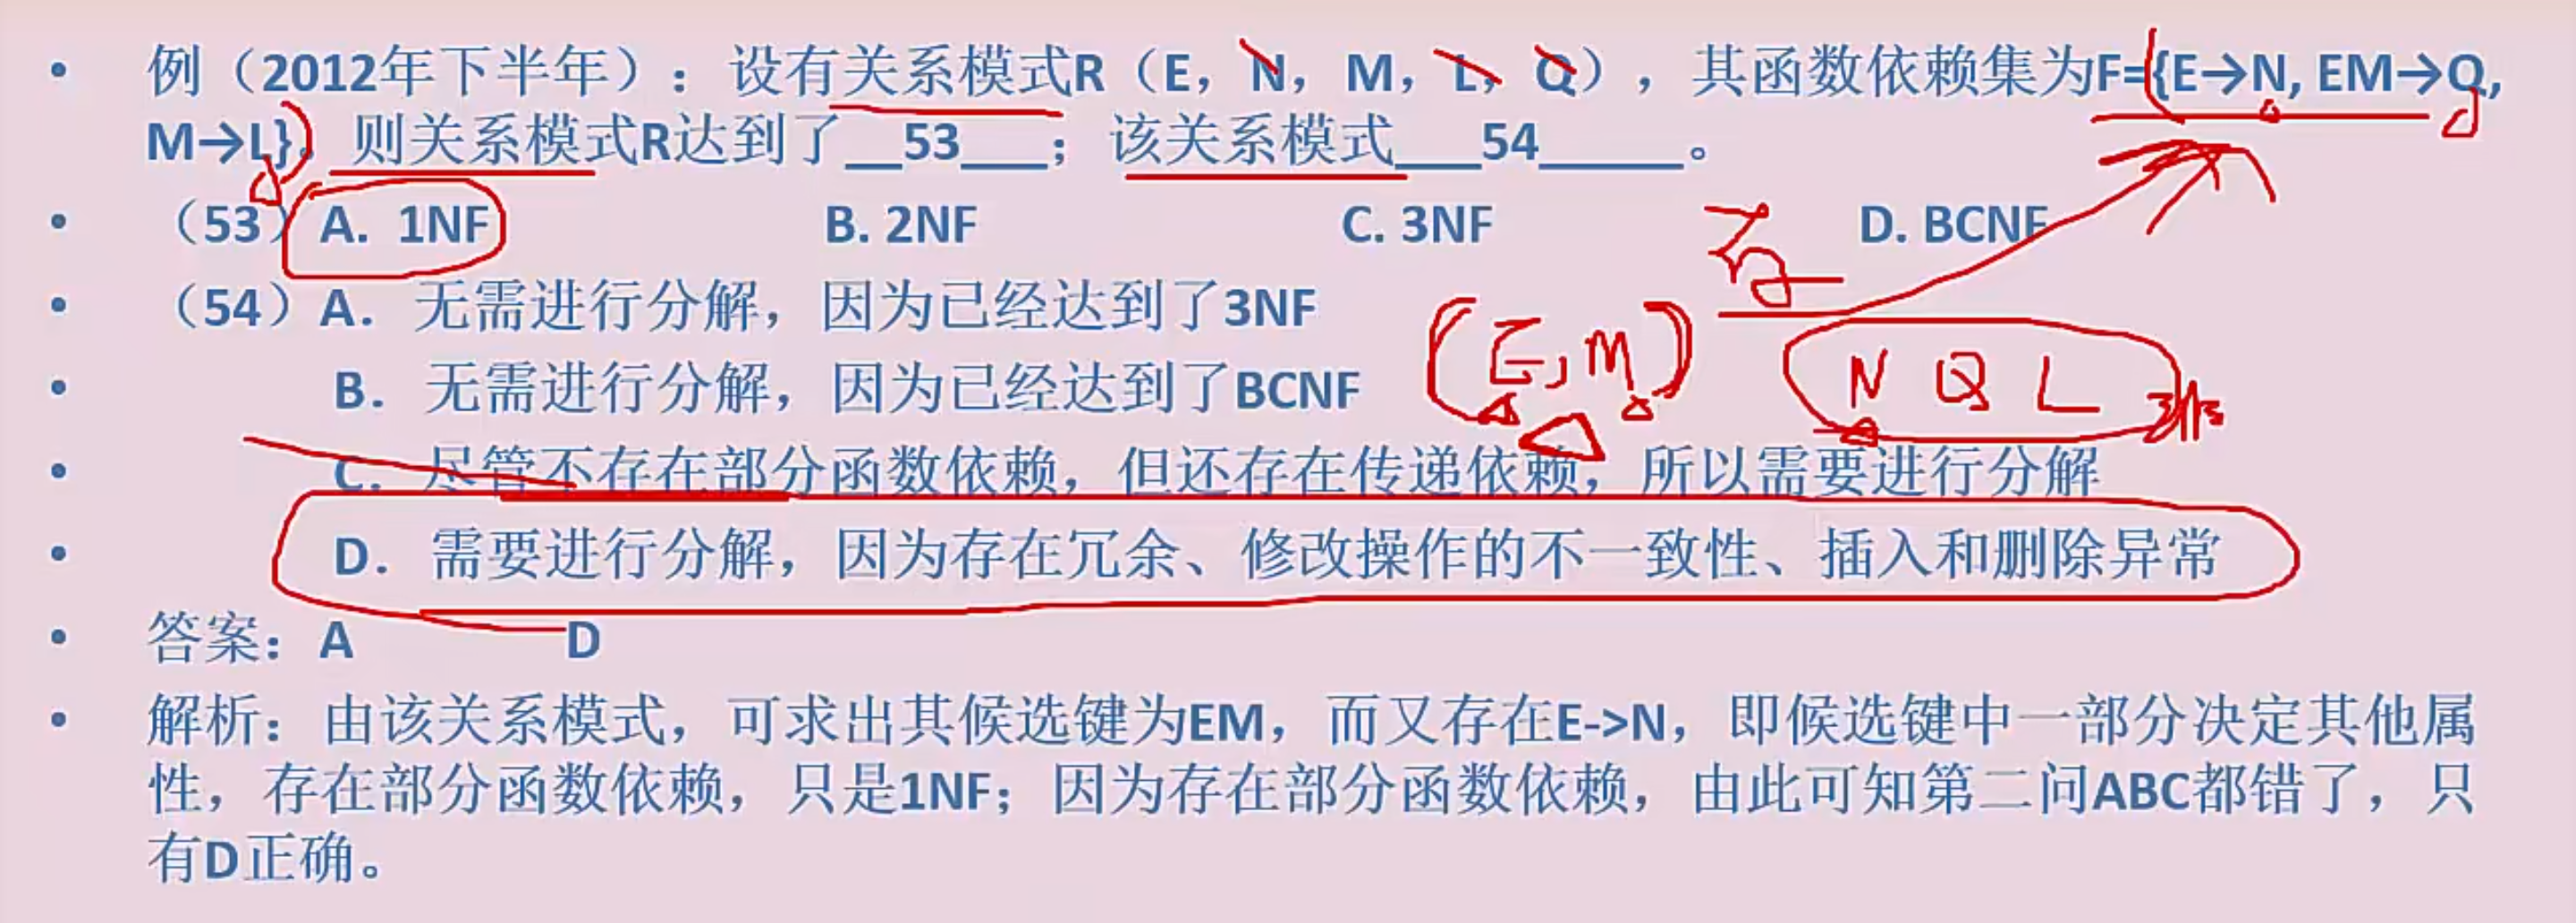 • 例（2012年下半年）：设有关系模式R（E，N，M，L，Q），其函数依赖集为F={E→N, EM→Q,
M→L}。则关系模式R达到了__53___；该关系模式___54_____。
• （53）A. 1NF B. 2NF C. 3NF D. BCNF
• （54）A. 无需进行分解，因为已经达到了3NF
• B. 无需进行分解，因为已经达到了BCNF
(E, M) N Q L
• C. 尽管不存在部分函数依赖，但还存在传递依赖，所以需要进行分解
• D. 需要进行分解，因为存在冗余、修改操作的不一致性、插入和删除异常
• 答案：A D
• 解析：由该关系模式，可求出其候选键为EM，而又存在E->N，即候选键中一部分决定其他属
性，存在部分函数依赖，只是1NF；因为存在部分函数依赖，由此可知第二问ABC都错了，只
有D正确。